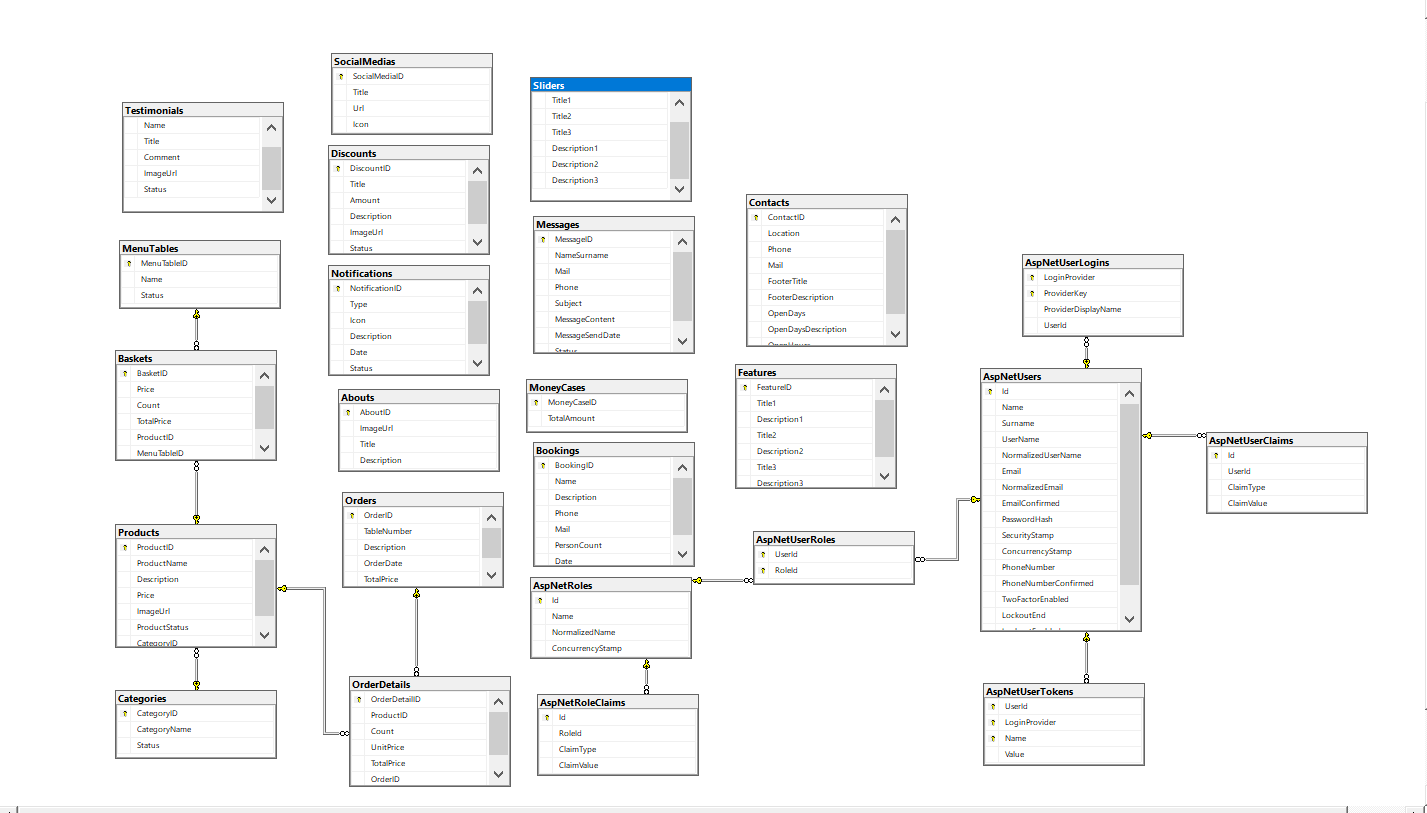 SocialMedias
SocialMediaID
Title
Url
Icon
Sliders
Title1
Title2
Title3
Description1
Description2
Description3
Testimonials
Name
Title
Comment
ImageUrl
Status
Discounts
DiscountID
Title
Amount
Description
ImageUrl
Status
Contacts
ContactID
Location
Phone
Mail
FooterTitle
FooterDescription
OpenDays
OpenDaysDescription
OpenHours
Messages
MessageID
NameSurname
Mail
Phone
Subject
MessageContent
MessageSendDate
Status
MenuTables
MenuTableID
Name
Status
Notifications
NotificationID
Type
Icon
Description
Date
Status
AspNetUserLogins
LoginProvider
ProviderKey
ProviderDisplayName
UserId
Baskets
BasketID
Price
Count
TotalPrice
ProductID
MenuTableID
Abouts
AboutID
ImageUrl
Title
Description
MoneyCases
MoneyCaseID
TotalAmount
Features
FeatureID
Title1
Description1
Title2
Description2
Title3
Description3
AspNetUsers
Id
Name
Surname
UserName
NormalizedUserName
Email
NormalizedEmail
EmailConfirmed
PasswordHash
SecurityStamp
ConcurrencyStamp
PhoneNumber
PhoneNumberConfirmed
TwoFactorEnabled
LockoutEnd
AspNetUserClaims
Id
UserId
ClaimType
ClaimValue
Bookings
BookingID
Name
Description
Phone
Mail
PersonCount
Date
Orders
OrderID
TableNumber
Description
OrderDate
TotalPrice
Products
ProductID
ProductName
Description
Price
ImageUrl
ProductStatus
CategoryID
AspNetUserRoles
UserId
RoleId
AspNetRoles
Id
Name
NormalizedName
ConcurrencyStamp
Categories
CategoryID
CategoryName
Status
OrderDetails
OrderDetailID
ProductID
Count
UnitPrice
TotalPrice
OrderID
AspNetRoleClaims
Id
RoleId
ClaimType
ClaimValue
AspNetUserTokens
UserId
LoginProvider
Name
Value